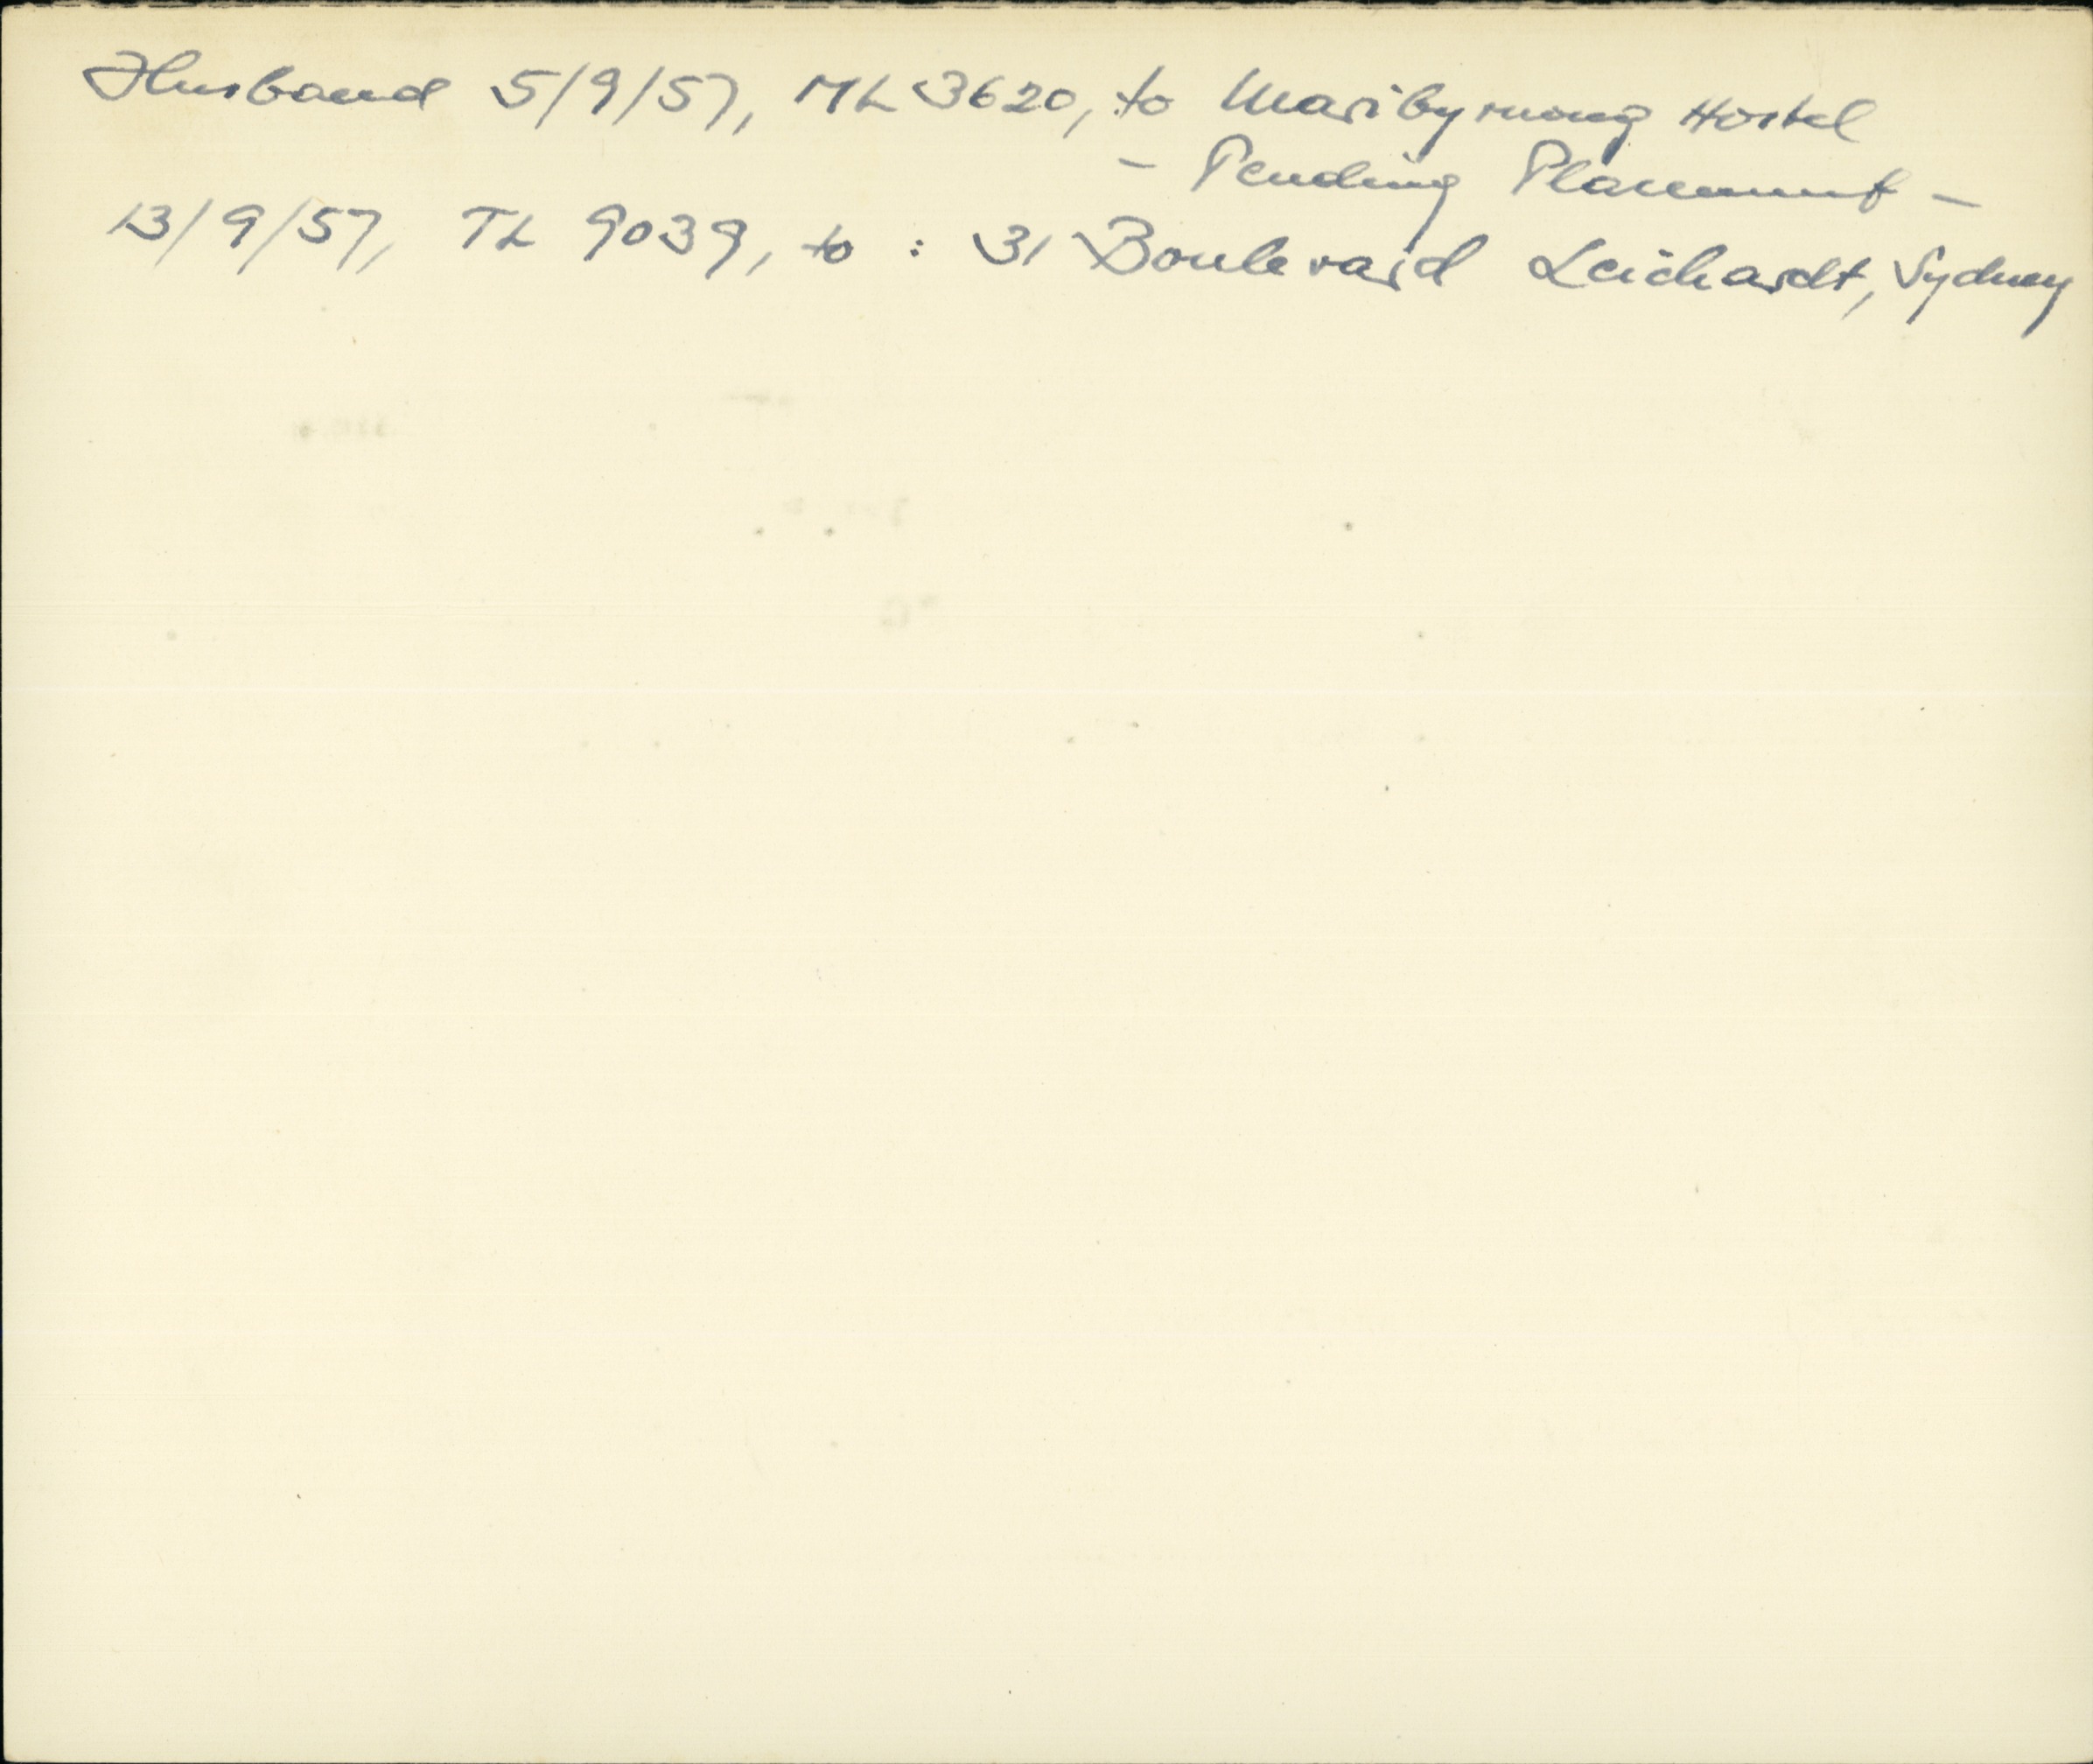 Husband 5/9/57, ML 3620, to Maribyrnong Hostel
- Pending Placement -
13/9/57, TL 9039, to : 31 Boulevard Leichardt, Sydney